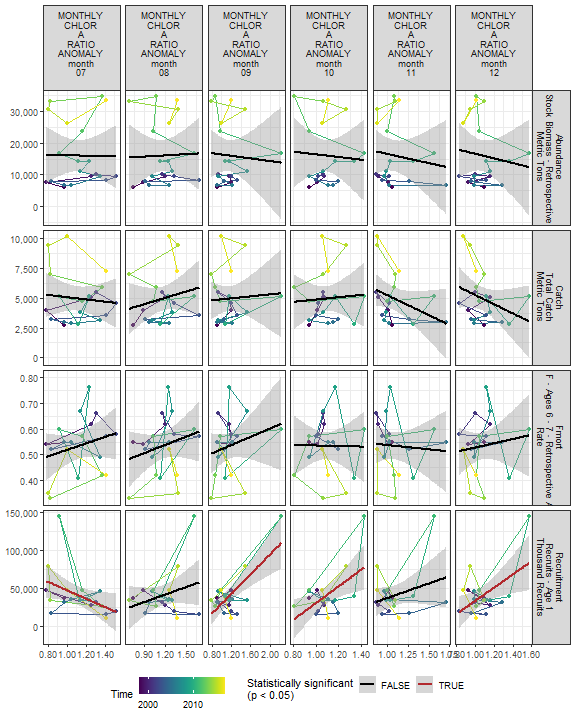 MONTHLY MONTHLY MONTHLY MONTHLY MONTHLY MONTHLY
CHLOR CHLOR CHLOR CHLOR CHLOR CHLOR
A A A A A A
RATIO RATIO RATIO RATIO RATIO RATIO
ANOMALY ANOMALY ANOMALY ANOMALY ANOMALY ANOMALY
month month month month month month
07 08 09 10 11 12
30,000
20,000
10,000
0
Abundance
Stock Biomass - Retrospective
Metric Tons
10,000
7,500
5,000
2,500
0
Catch
Total Catch
Metric Tons
0.80
0.70
0.60
0.50
0.40
Fmort
F - Ages 6 - 7 - Retrospective
Rate
150,000
100,000
50,000
0
Recruitment
Recruits - Age 1
Thousand Recruits
0.80 1.00 1.20 1.40
0.75 1.00 1.25 1.50
0.80 1.20 1.60 2.00
0.80 1.00 1.20 1.40
1.00 1.25 1.50
1.00 1.20 1.40 1.60
Time
2000 2010
Statistically significant
(p < 0.05)
FALSE TRUE